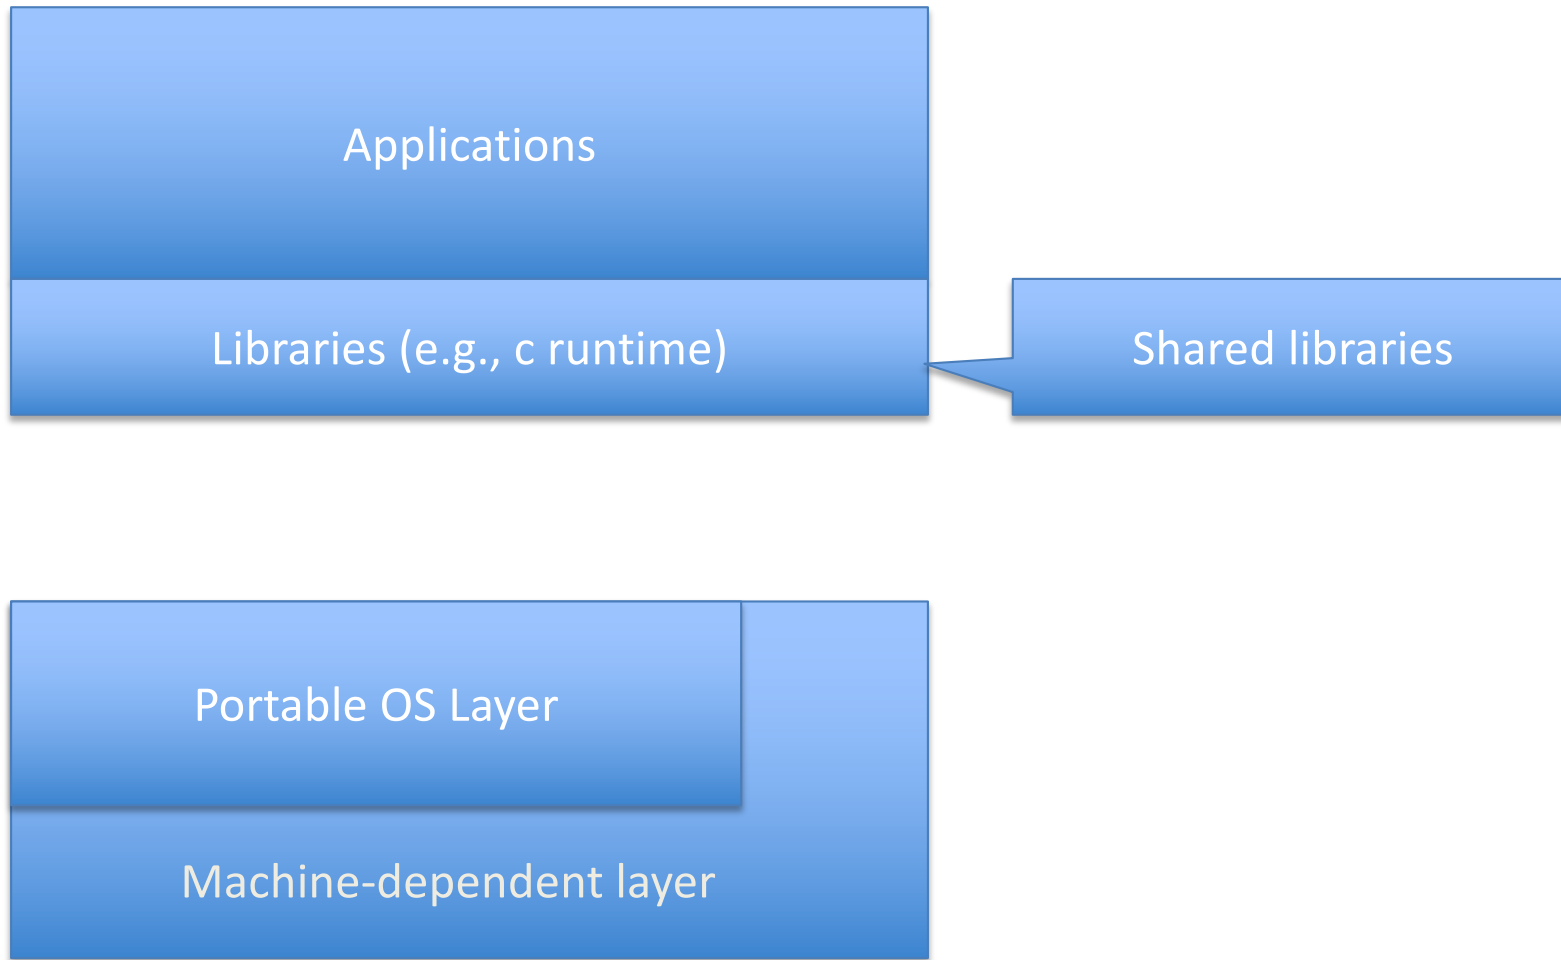 Applications
Libraries (e.g., c runtime)
Shared libraries
Portable OS Layer
Machine-dependent layer